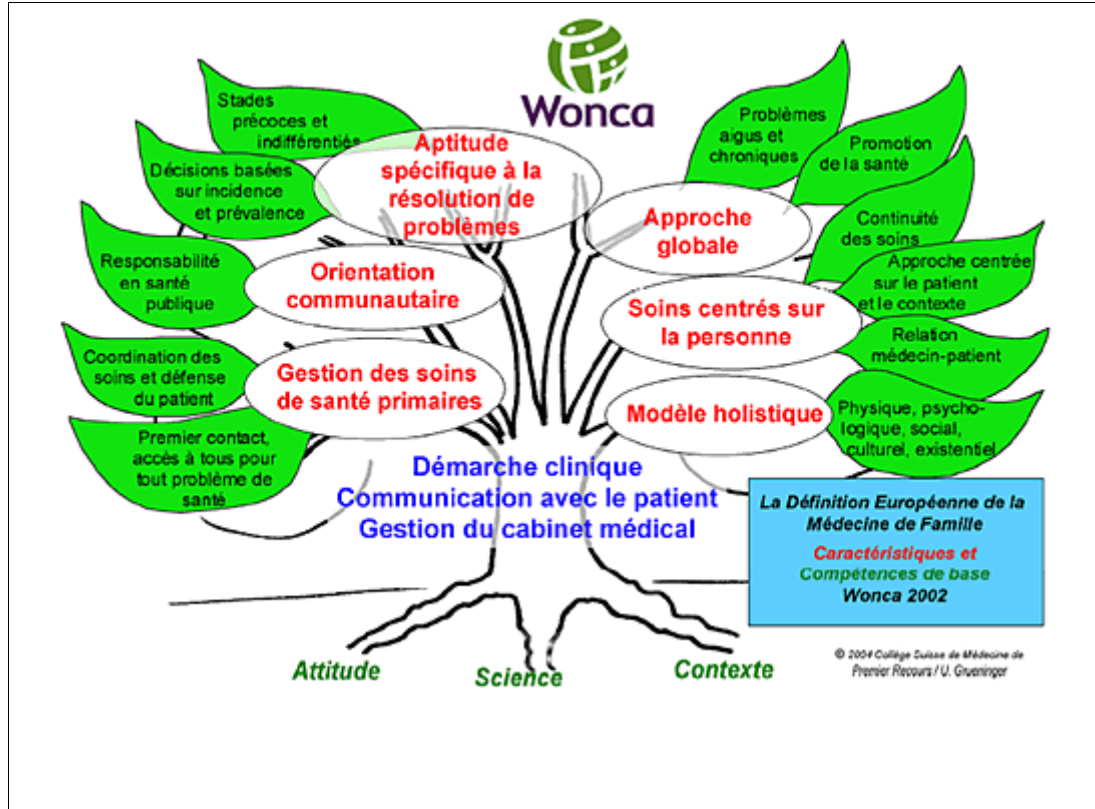 Wonca
Stades
précoces et
indifférentiés
Décisions basées
sur incidence
et prévalence
Responsabilité
en santé
publique
Coordination des
soins et défense
du patient
Premier contact,
accès à tous pour
tout problème de
santé
Aptitude
spécifique à la
résolution de
problèmes
Orientation
communautaire
Gestion des soins
de santé primaires
Approche
globale
Soins centrés sur
la personne
Modèle holistique
Problèmes
aigus et
chroniques
Promotion
de la santé
Continuité
des soins
Approche centrée
sur le patient
et le contexte
Relation
médecin-patient
Physique, psycho-
logique, social,
culturel, existentiel
Démarche clinique
Communication avec le patient
Gestion du cabinet médical
La Définition Européenne de la
Médecine de Famille
Caractéristiques et
Compétences de base
Wonca 2002
Attitude
Science
Contexte
© 2004 Collège Suisse de Médecine de
Premier Recours / U. Grueninger